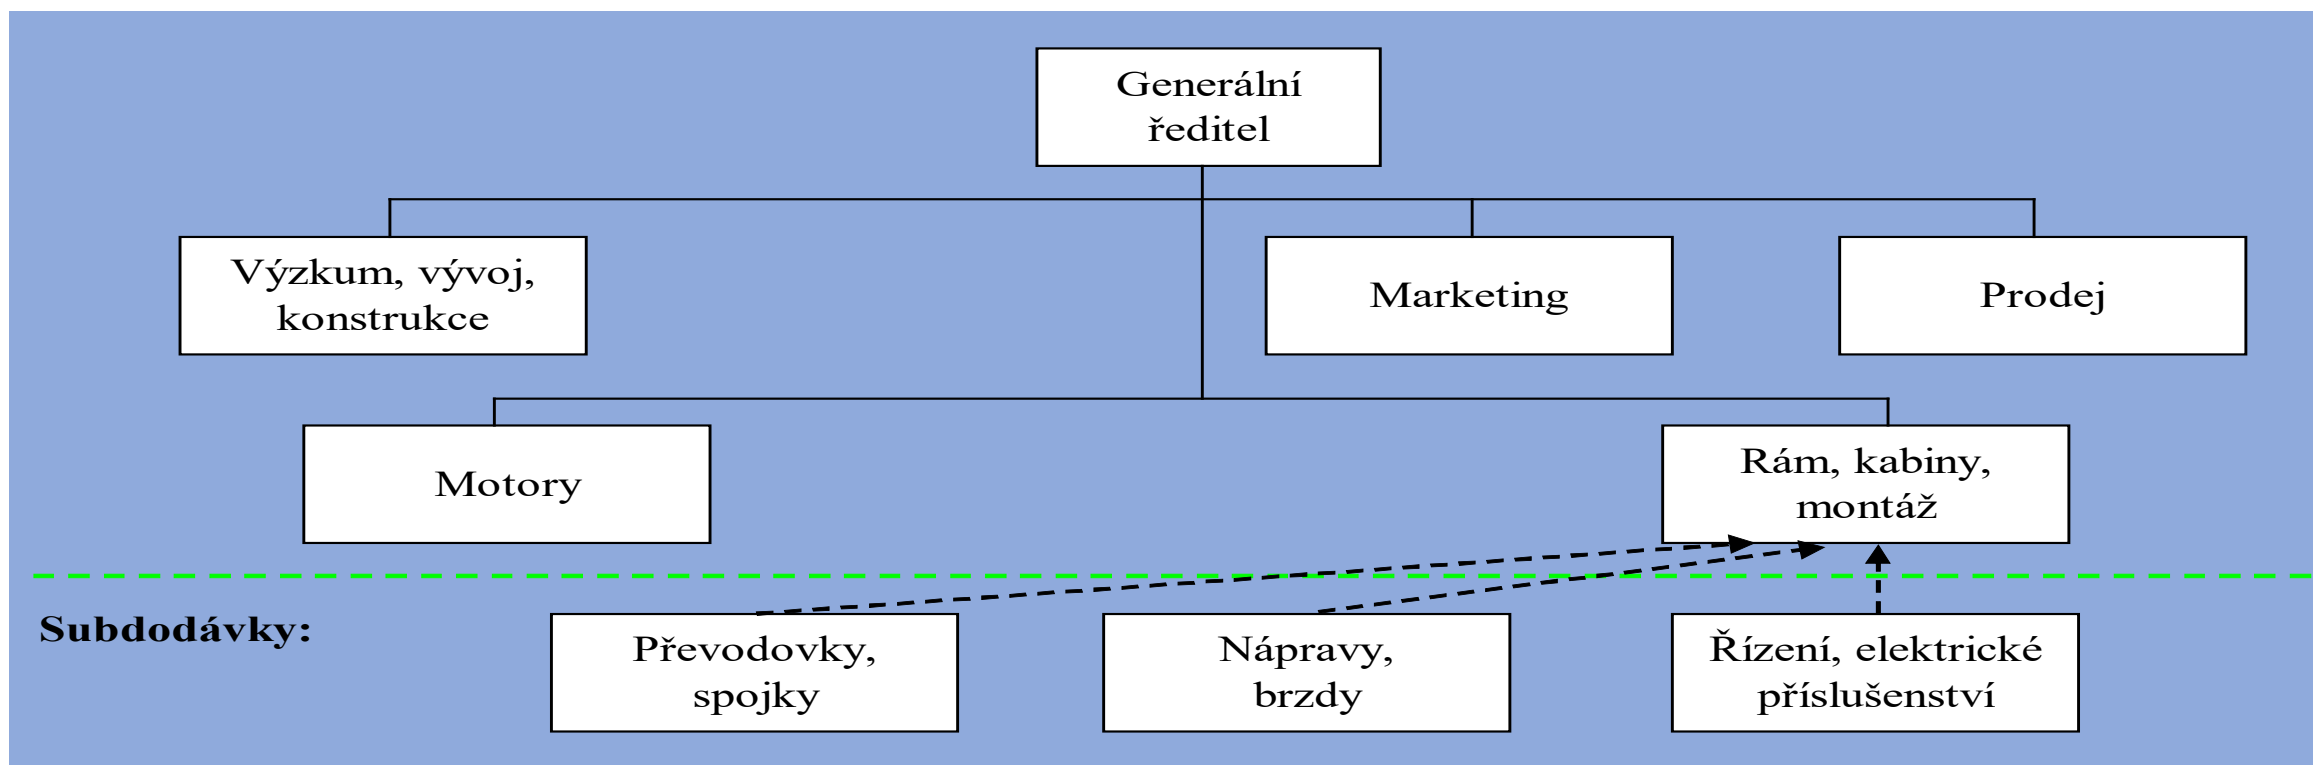 Generální
ředitel
Výzkum, vývoj,
konstrukce
Marketing
Prodej
Motory
Rám, kabiny,
montáž
Subdodávky:
Převodovky,
spojky
Nápravy,
brzdy
Řízení, elektrické
příslušenství